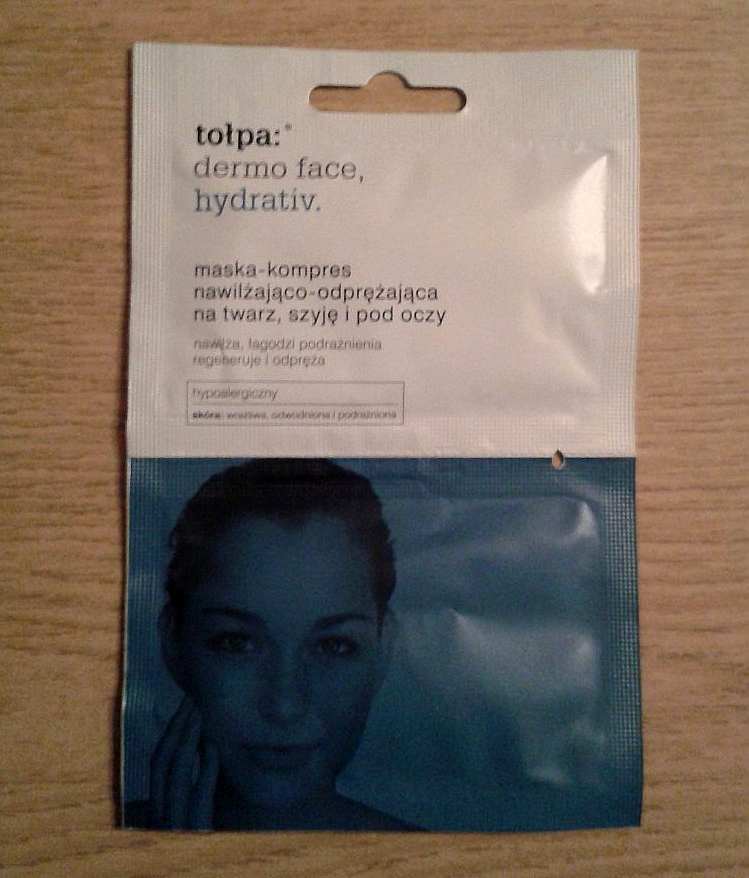 tołpa:®
dermo face,
hydrativ.
maska-kompres
nawilżająco-odprężająca
na twarz, szyję i pod oczy
nawilża, łagodzi podrażnienia
regeneruje i odpręża
hypoalergiczny
skóra: wrażliwa, odwodniona i podrażniona